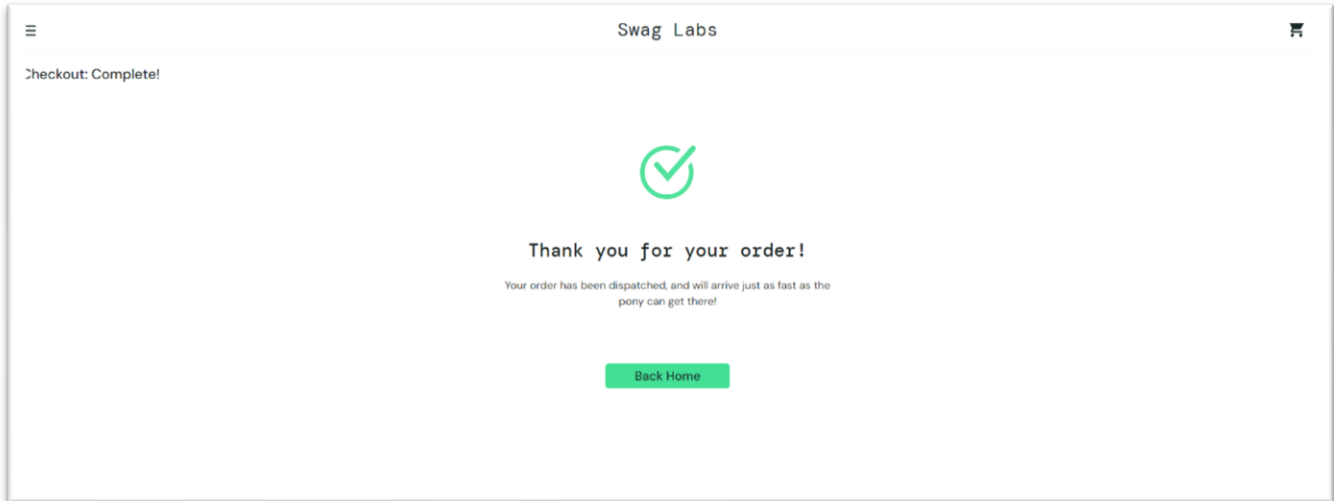 Swag Labs
Checkout: Complete!
Thank you for your order!
Your order has been dispatched, and will arrive just as fast as the
pony can get there!
Back Home